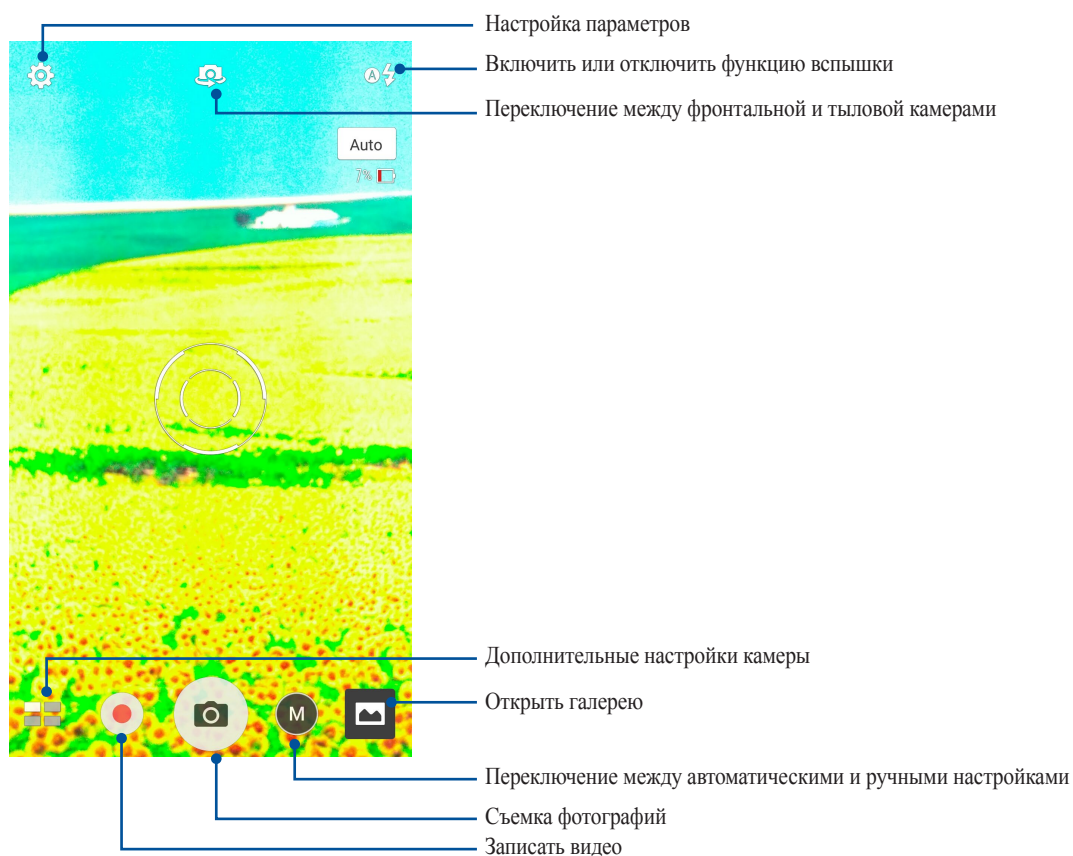 Настройка параметров
Включить или отключить функцию вспышки
A
Переключение между фронтальной и тыловой камерами
Auto
7%
Дополнительные настройки камеры
Открыть галерею
M
Переключение между автоматическими и ручными настройками
Съемка фотографий
Записать видео